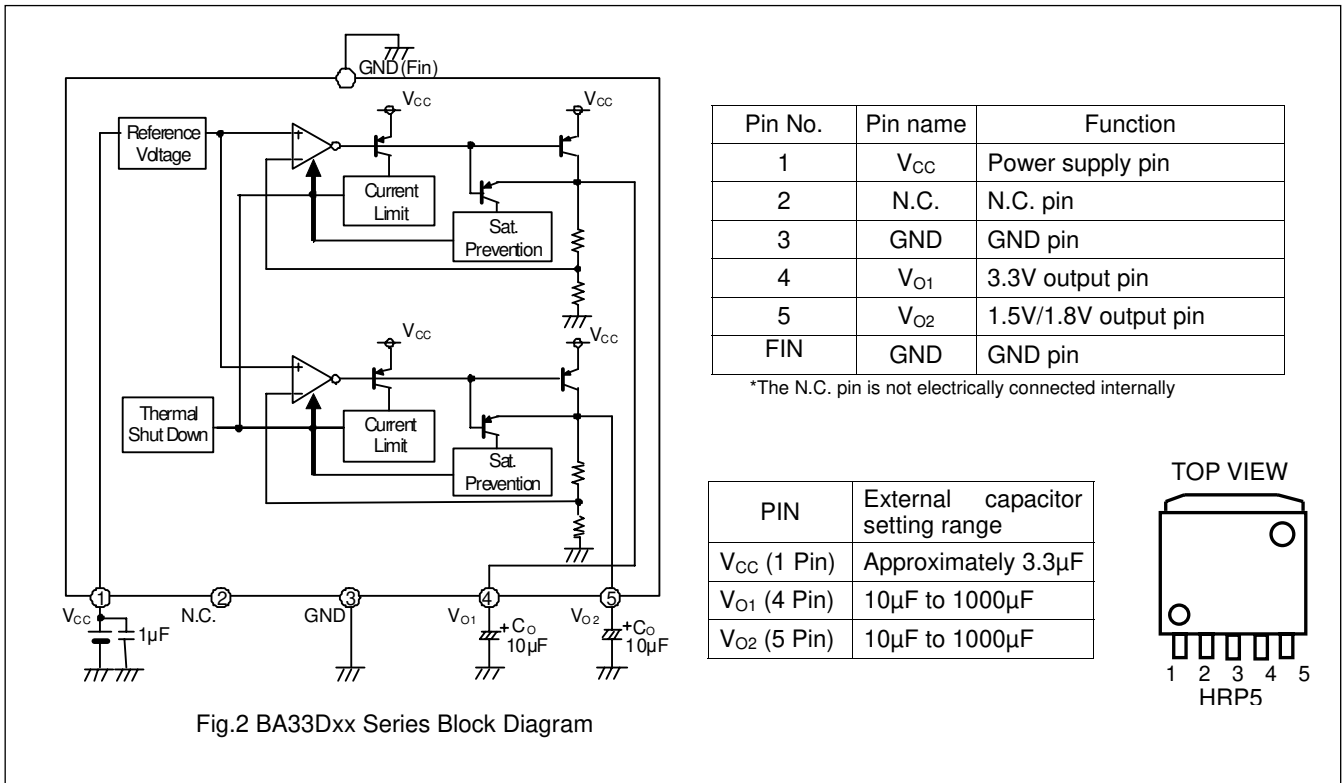 GND (Fin)
VCC
VCC
Reference
Voltage
+
−
Current
Limit
Sat.
Prevention
VCC
VCC
+
−
Thermal
Shut Down
Current
Limit
Sat.
Prevention
1
2
3
4
5
VCC
N.C.
GND
VO1
VO2
1μF
+CO
10μF
+CO
10μF
Fig.2 BA33Dxx Series Block Diagram
Pin No. Pin name Function
1 VCC Power supply pin
2 N.C. N.C. pin
3 GND GND pin
4 VO1 3.3V output pin
5 VO2 1.5V/1.8V output pin
FIN GND GND pin
*The N.C. pin is not electrically connected internally
PIN External capacitor
setting range
VCC (1 Pin) Approximately 3.3μF
VO1 (4 Pin) 10μF to 1000μF
VO2 (5 Pin) 10μF to 1000μF
TOP VIEW
1 2 3 4 5
HRP5